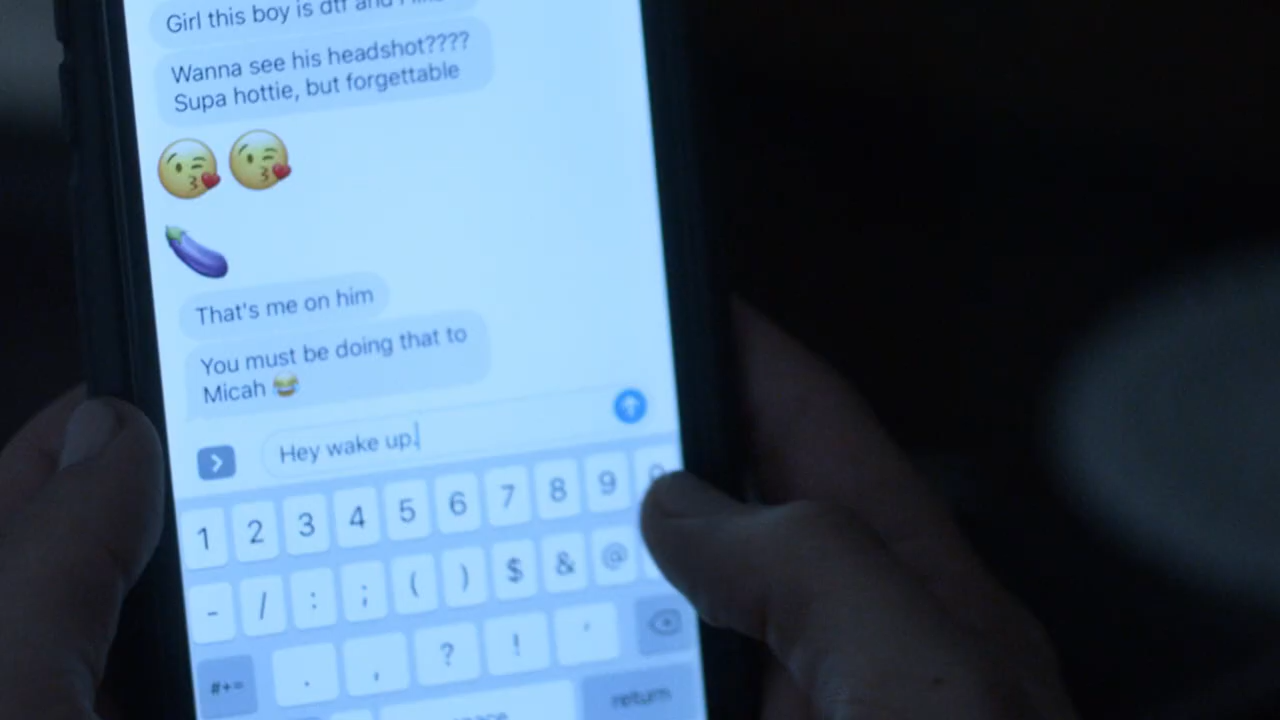 Girl this boy is dtf and I
Wanna see his headshot????
Supa hottie, but forgettable
That's me on him
You must be doing that to
Micah
Hey wake up.
1 2 3 4 5 6 7 8 9
- / : ; ( ) $ & @
#+= . , ? ! '
return